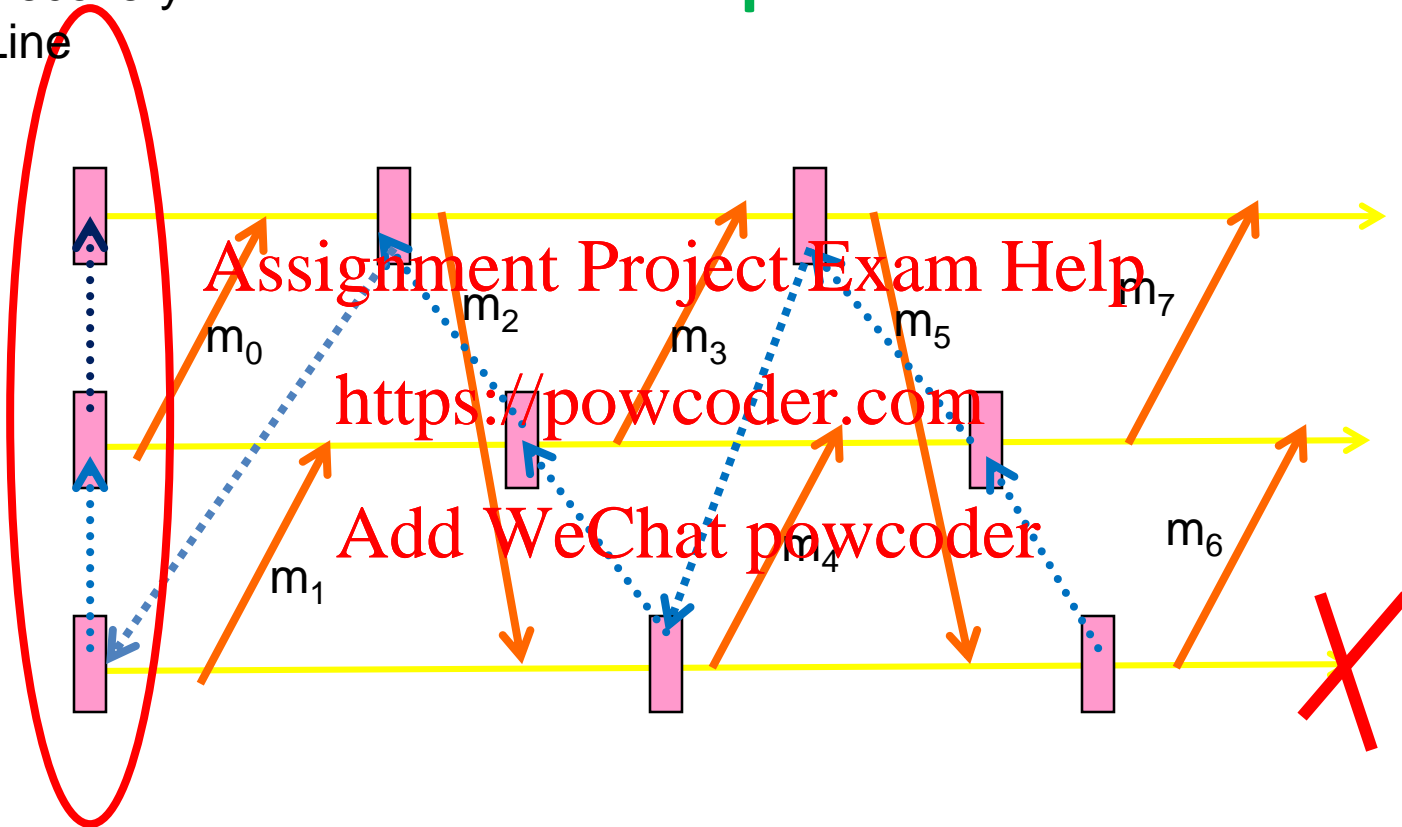 Line
Assignment Project Exam Help
m7
m2
m5
m0
m3
https://powcoder.com
Add WeChat powcoder
m6
m4
m1